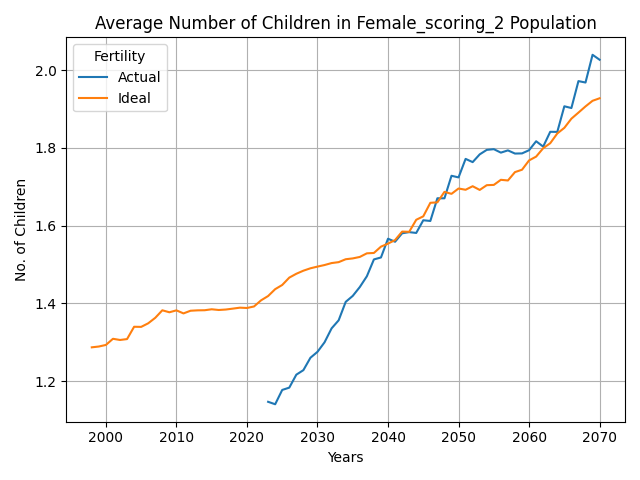 Average Number of Children in Female_scoring_2 Population
Fertility
Actual
Ideal
2.0
1.8
1.6
1.4
1.2
No. of Children
2000 2010 2020 2030 2040 2050 2060 2070
Years